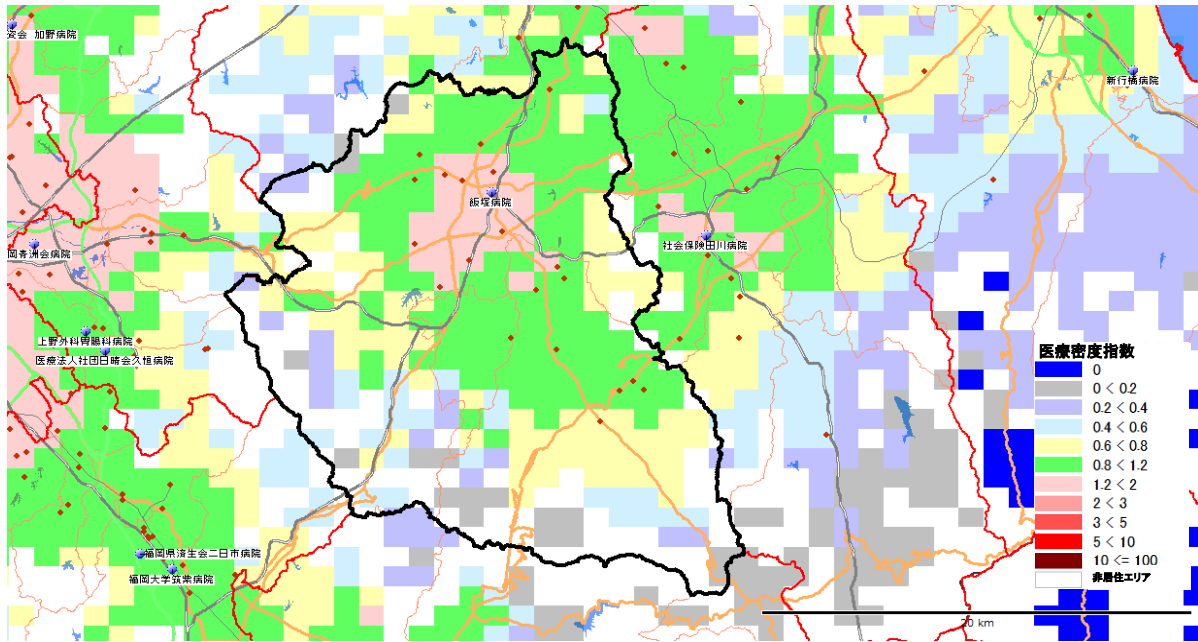 資会 加野病院
新行橋病院
飯塚病院
社会保険田川病院
岡青洲会病院
上野外科胃腸科病院
医療法人社団日晴会久恒病院
福岡県済生会二日市病院
福岡大学筑紫病院
医療密度指数
0
0 < 0.2
0.2 < 0.4
0.4 < 0.6
0.6 < 0.8
0.8 < 1.2
1.2 < 2
2 < 3
3 < 5
5 < 10
10 <= 100
非居住エリア
20 km